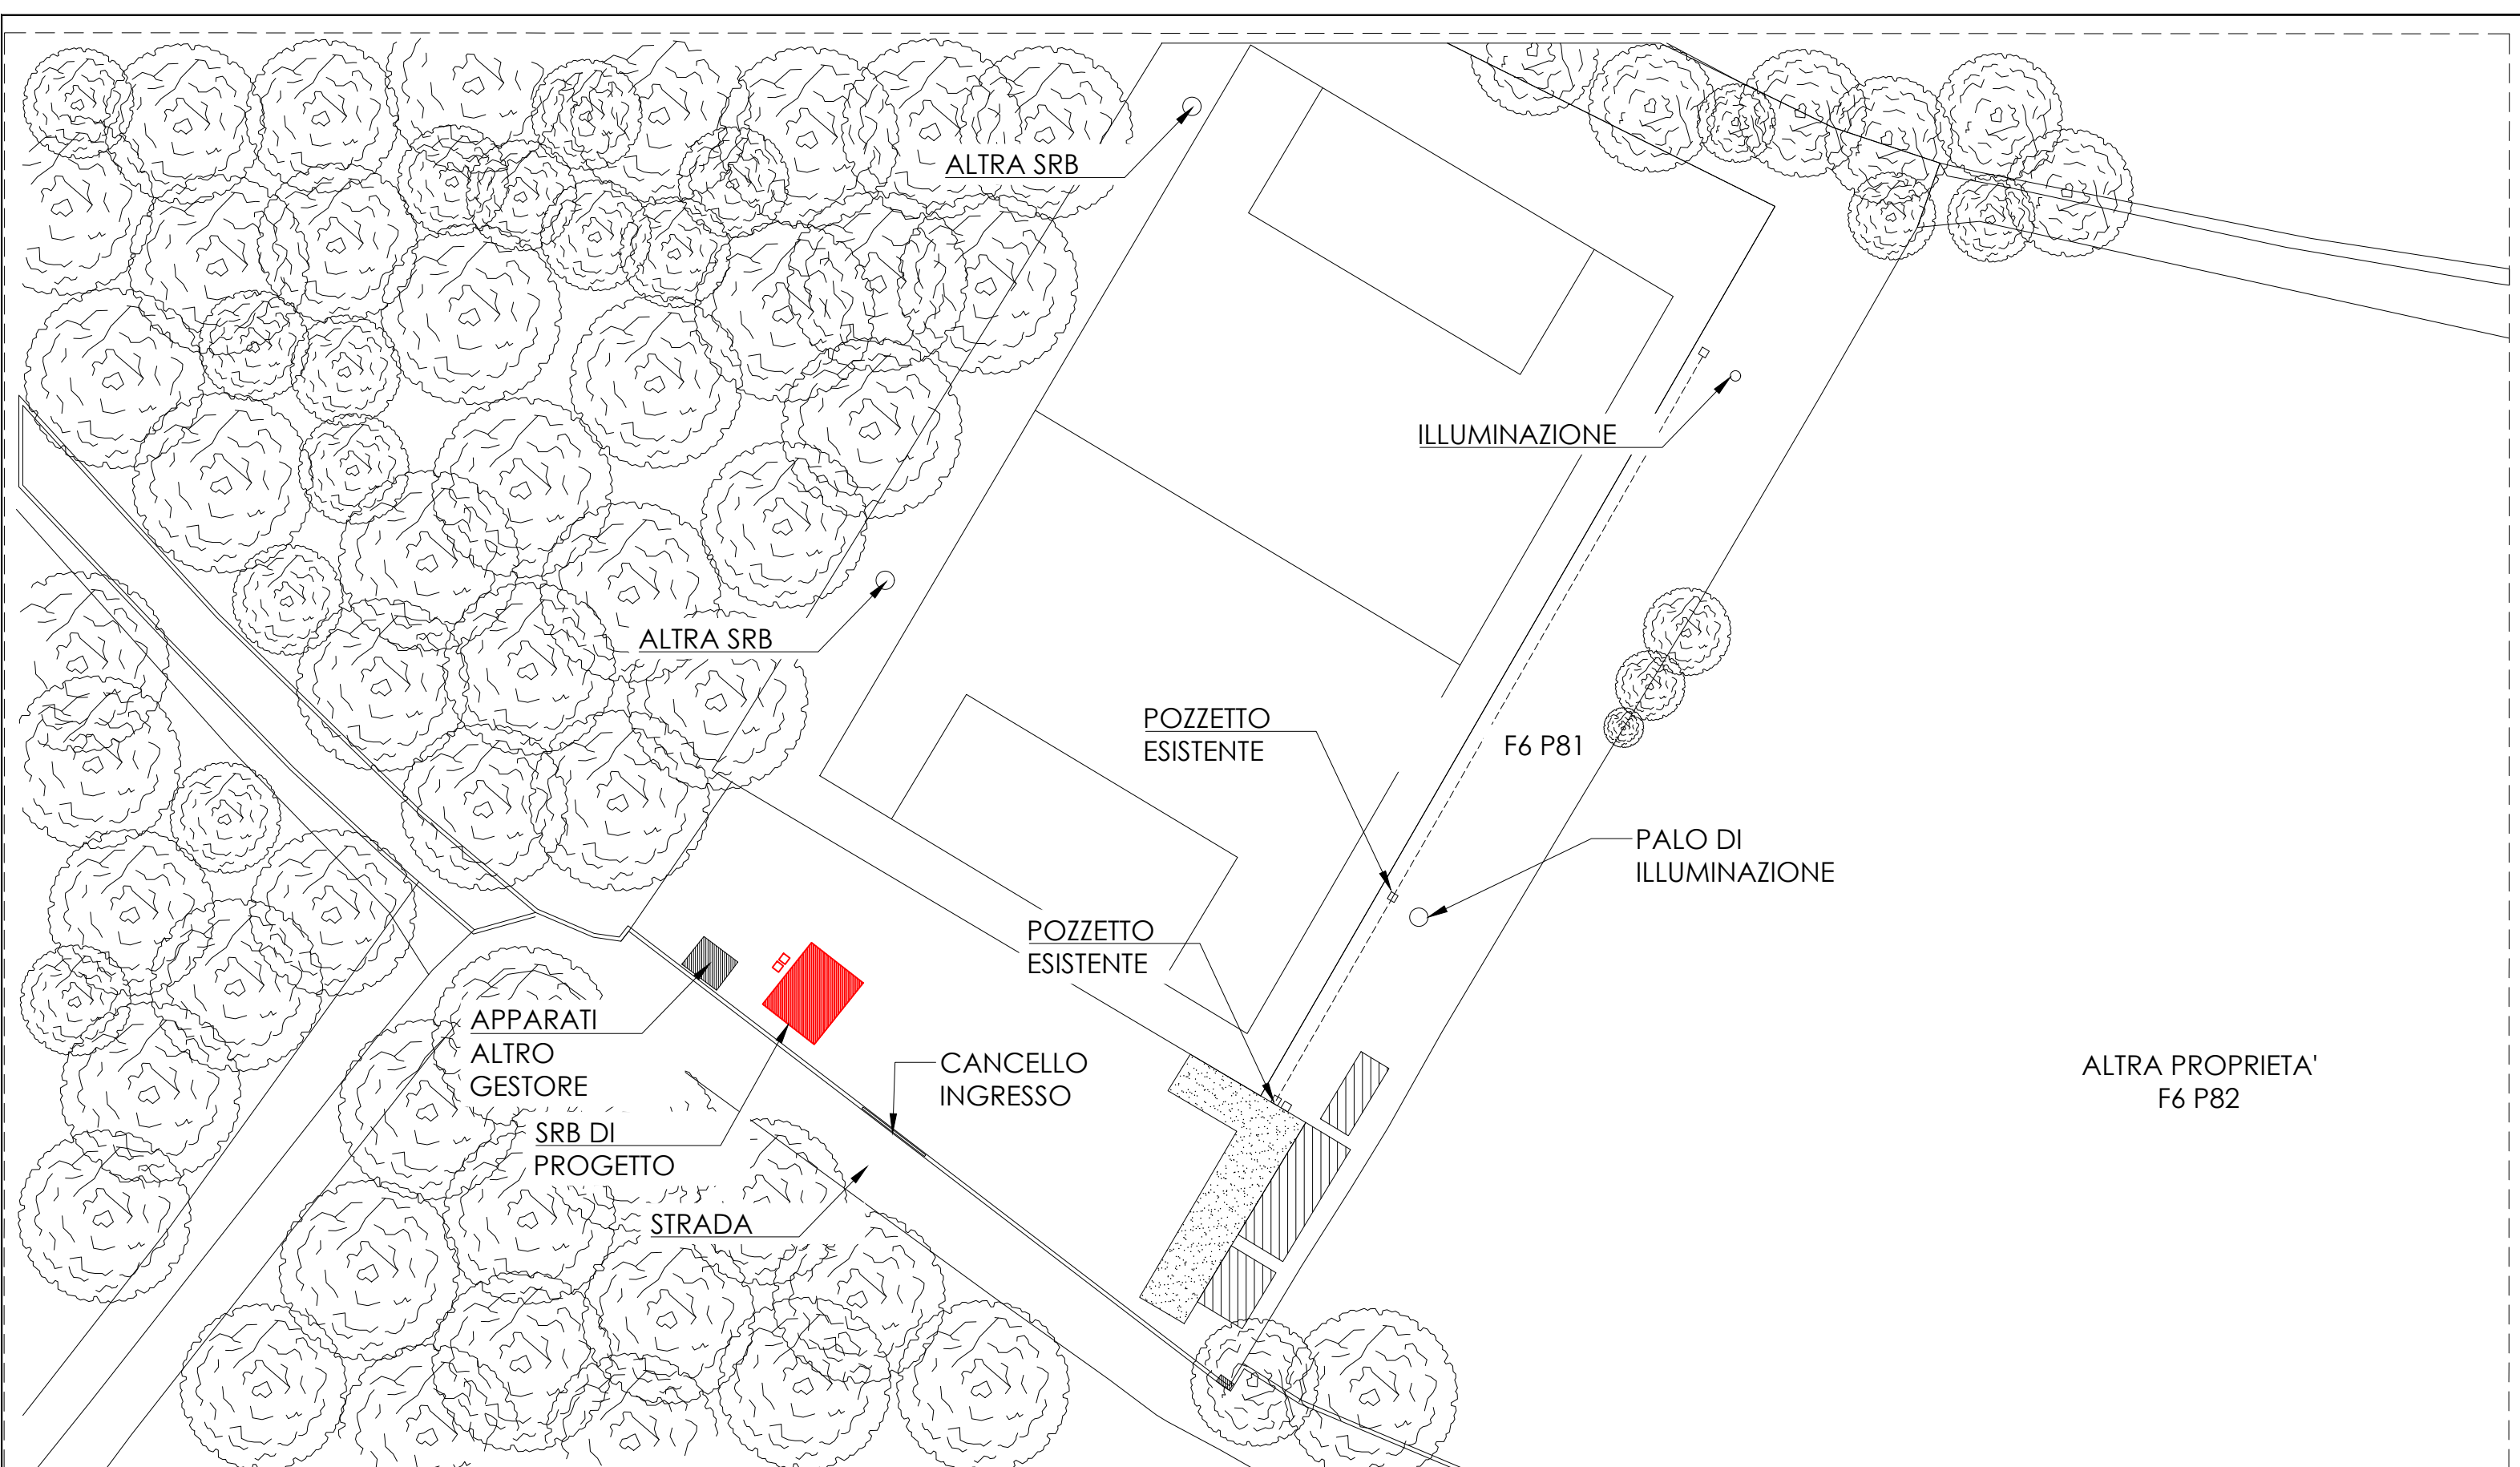 ALTRA SRB
ILLUMINAZIONE
ALTRA SRB
POZZETTO
ESISTENTE
F6 P81
PALO DI
ILLUMINAZIONE
POZZETTO
ESISTENTE
APPARATI
ALTRO
GESTORE
CANCELLO
INGRESSO
ALTRA PROPRIETA'
F6 P82
SRB DI
PROGETTO
STRADA